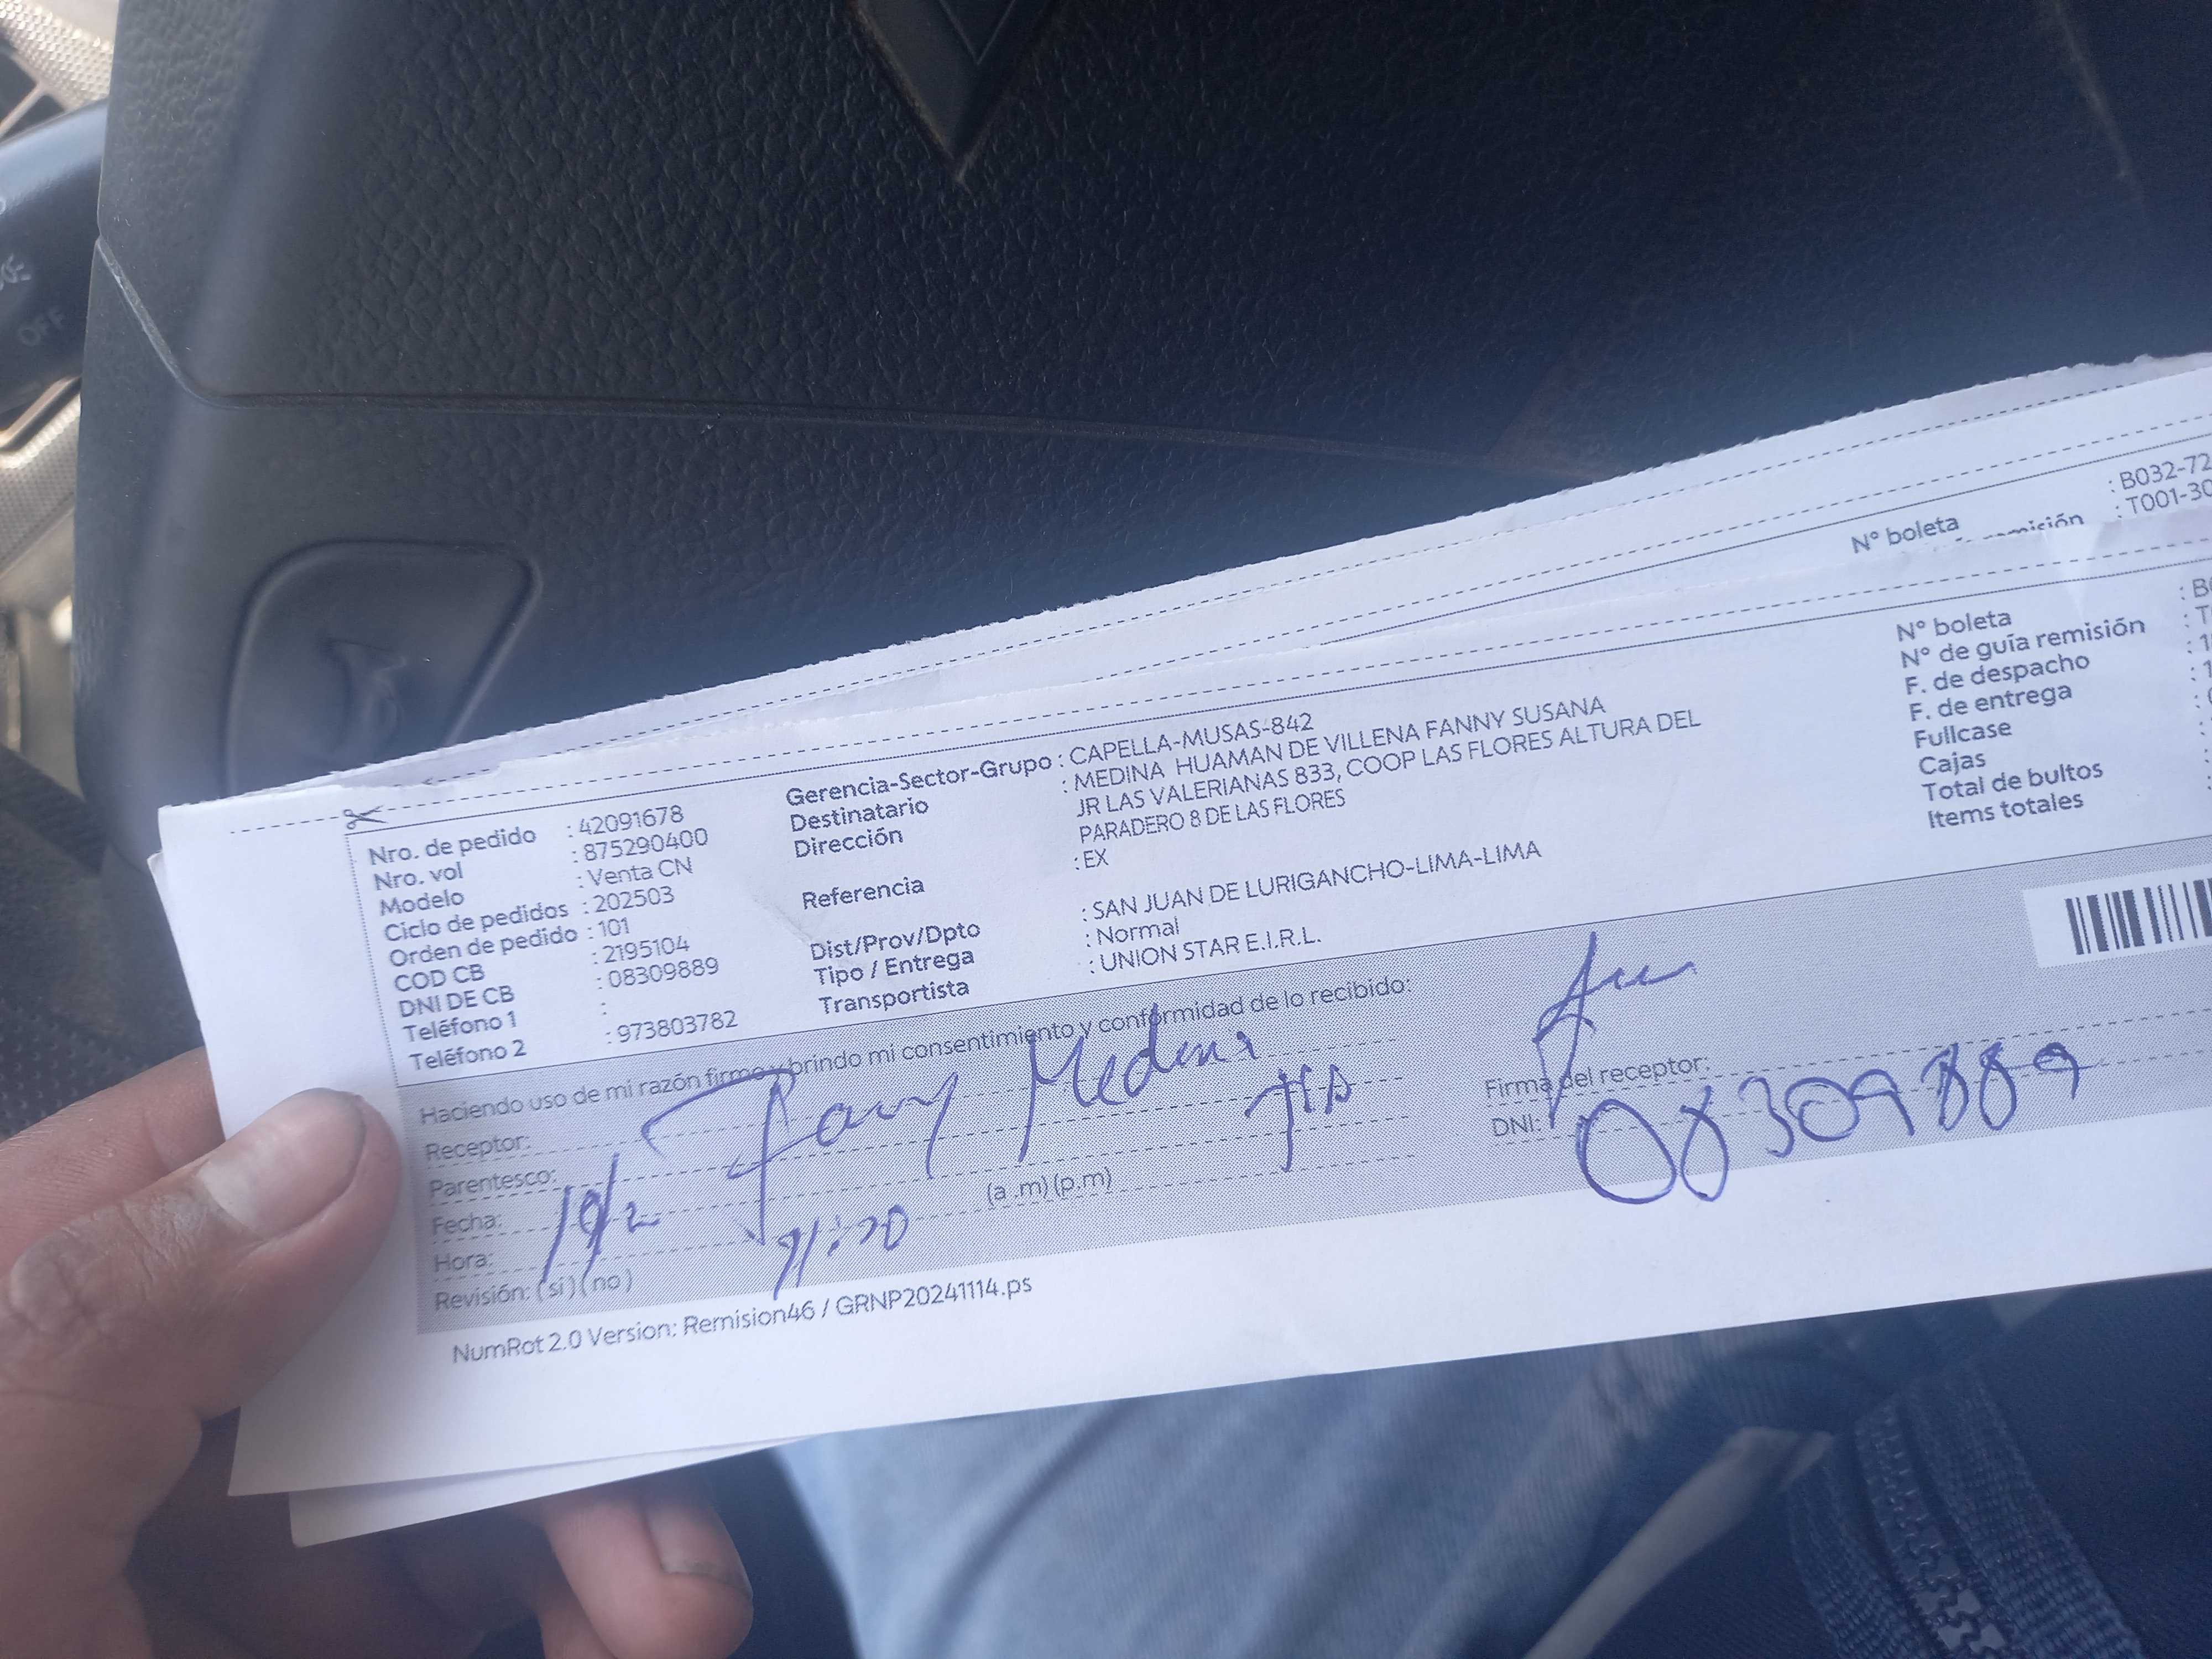 OFF
N° boleta : B032-72
: T001-30
Nro. de pedido : 42091678
Nro. vol : 875290400
Modelo : Venta CN
Ciclo de pedidos : 202503
Orden de pedido : 101
COD CB : 2195104
DNI DE CB : 08309889
Teléfono 1 :
Teléfono 2 : 973803782
Gerencia-Sector-Grupo : CAPELLA-MUSAS-842
Destinatario : MEDINA HUAMAN DE VILLENA FANNY SUSANA
Dirección JR LAS VALERIANAS 833, COOP LAS FLORES ALTURA DEL
PARADERO 8 DE LAS FLORES
Referencia : EX
Dist/Prov/Dpto : SAN JUAN DE LURIGANCHO-LIMA-LIMA
Tipo / Entrega : Normal
Transportista : UNION STAR E.I.R.L.
N° boleta
N° de guía remisión
F. de despacho
F. de entrega
Fullcase
Cajas
Total de bultos
Items totales
Haciendo uso de mi razón firmo y brindo mi consentimiento y conformidad de lo recibido:
Receptor: Fany Medina
Parentesco:
Fecha: 19/2
Hora: (a .m) (p.m)
Revisión: (si) (no)
Firma del receptor:
DNI: 08309889
NumRot 2.0 Version: Remision46 / GRNP20241114.ps